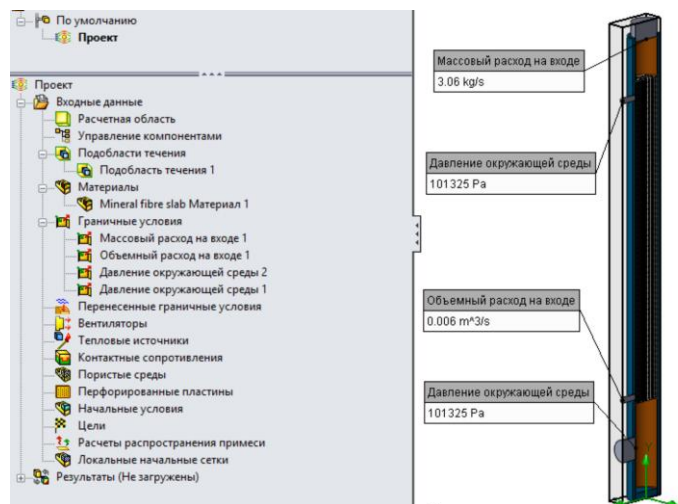 По умолчанию
Проект
Проект
Входные данные
Расчетная область
Управление компонентами
Подобласти течения
Подобласть течения 1
Материалы
Mineral fibre slab Материал 1
Граничные условия
Массовый расход на входе 1
Объемный расход на входе 1
Давление окружающей среды 2
Давление окружающей среды 1
Перенесенные граничные условия
Вентиляторы
Тепловые источники
Контактные сопротивления
Пористые среды
Перфорированные пластины
Начальные условия
Цели
Расчеты распространения примеси
Локальные начальные сетки
Результаты (Не загружены)
Массовый расход на входе
3.06 kg/s
Давление окружающей среды
101325 Pa
Объемный расход на входе
0.006 m^3/s
Давление окружающей среды
101325 Pa
Y